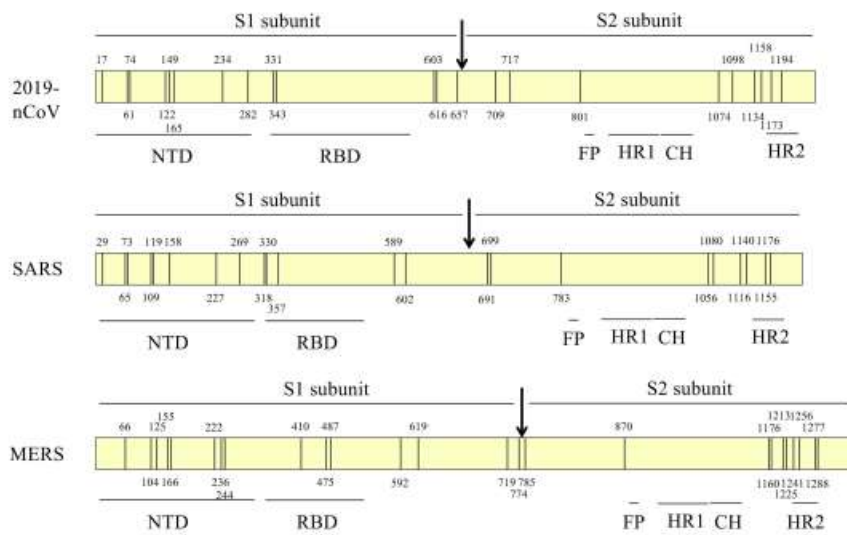 S1 subunit S2 subunit
1158
17 74 149 234 331 603 717 1098 1194
2019-
nCoV
61 122 282 343 616 657 709 801 1074 1134
165 1173
NTD RBD FP HR1 CH HR2
S1 subunit S2 subunit
29 73 119 158 269 330 589 699 1080 1140 1176
SARS
65 109 227 318 602 691 783 1056 1116 1155
357
NTD RBD FP HR1 CH HR2
S1 subunit S2 subunit
155 1213 1256
66 125 222 410 487 619 870 1176 1277
MERS
104 166 236 475 592 719 785 1160 1241 1288
244 774 1225
NTD RBD FP HR1 CH HR2